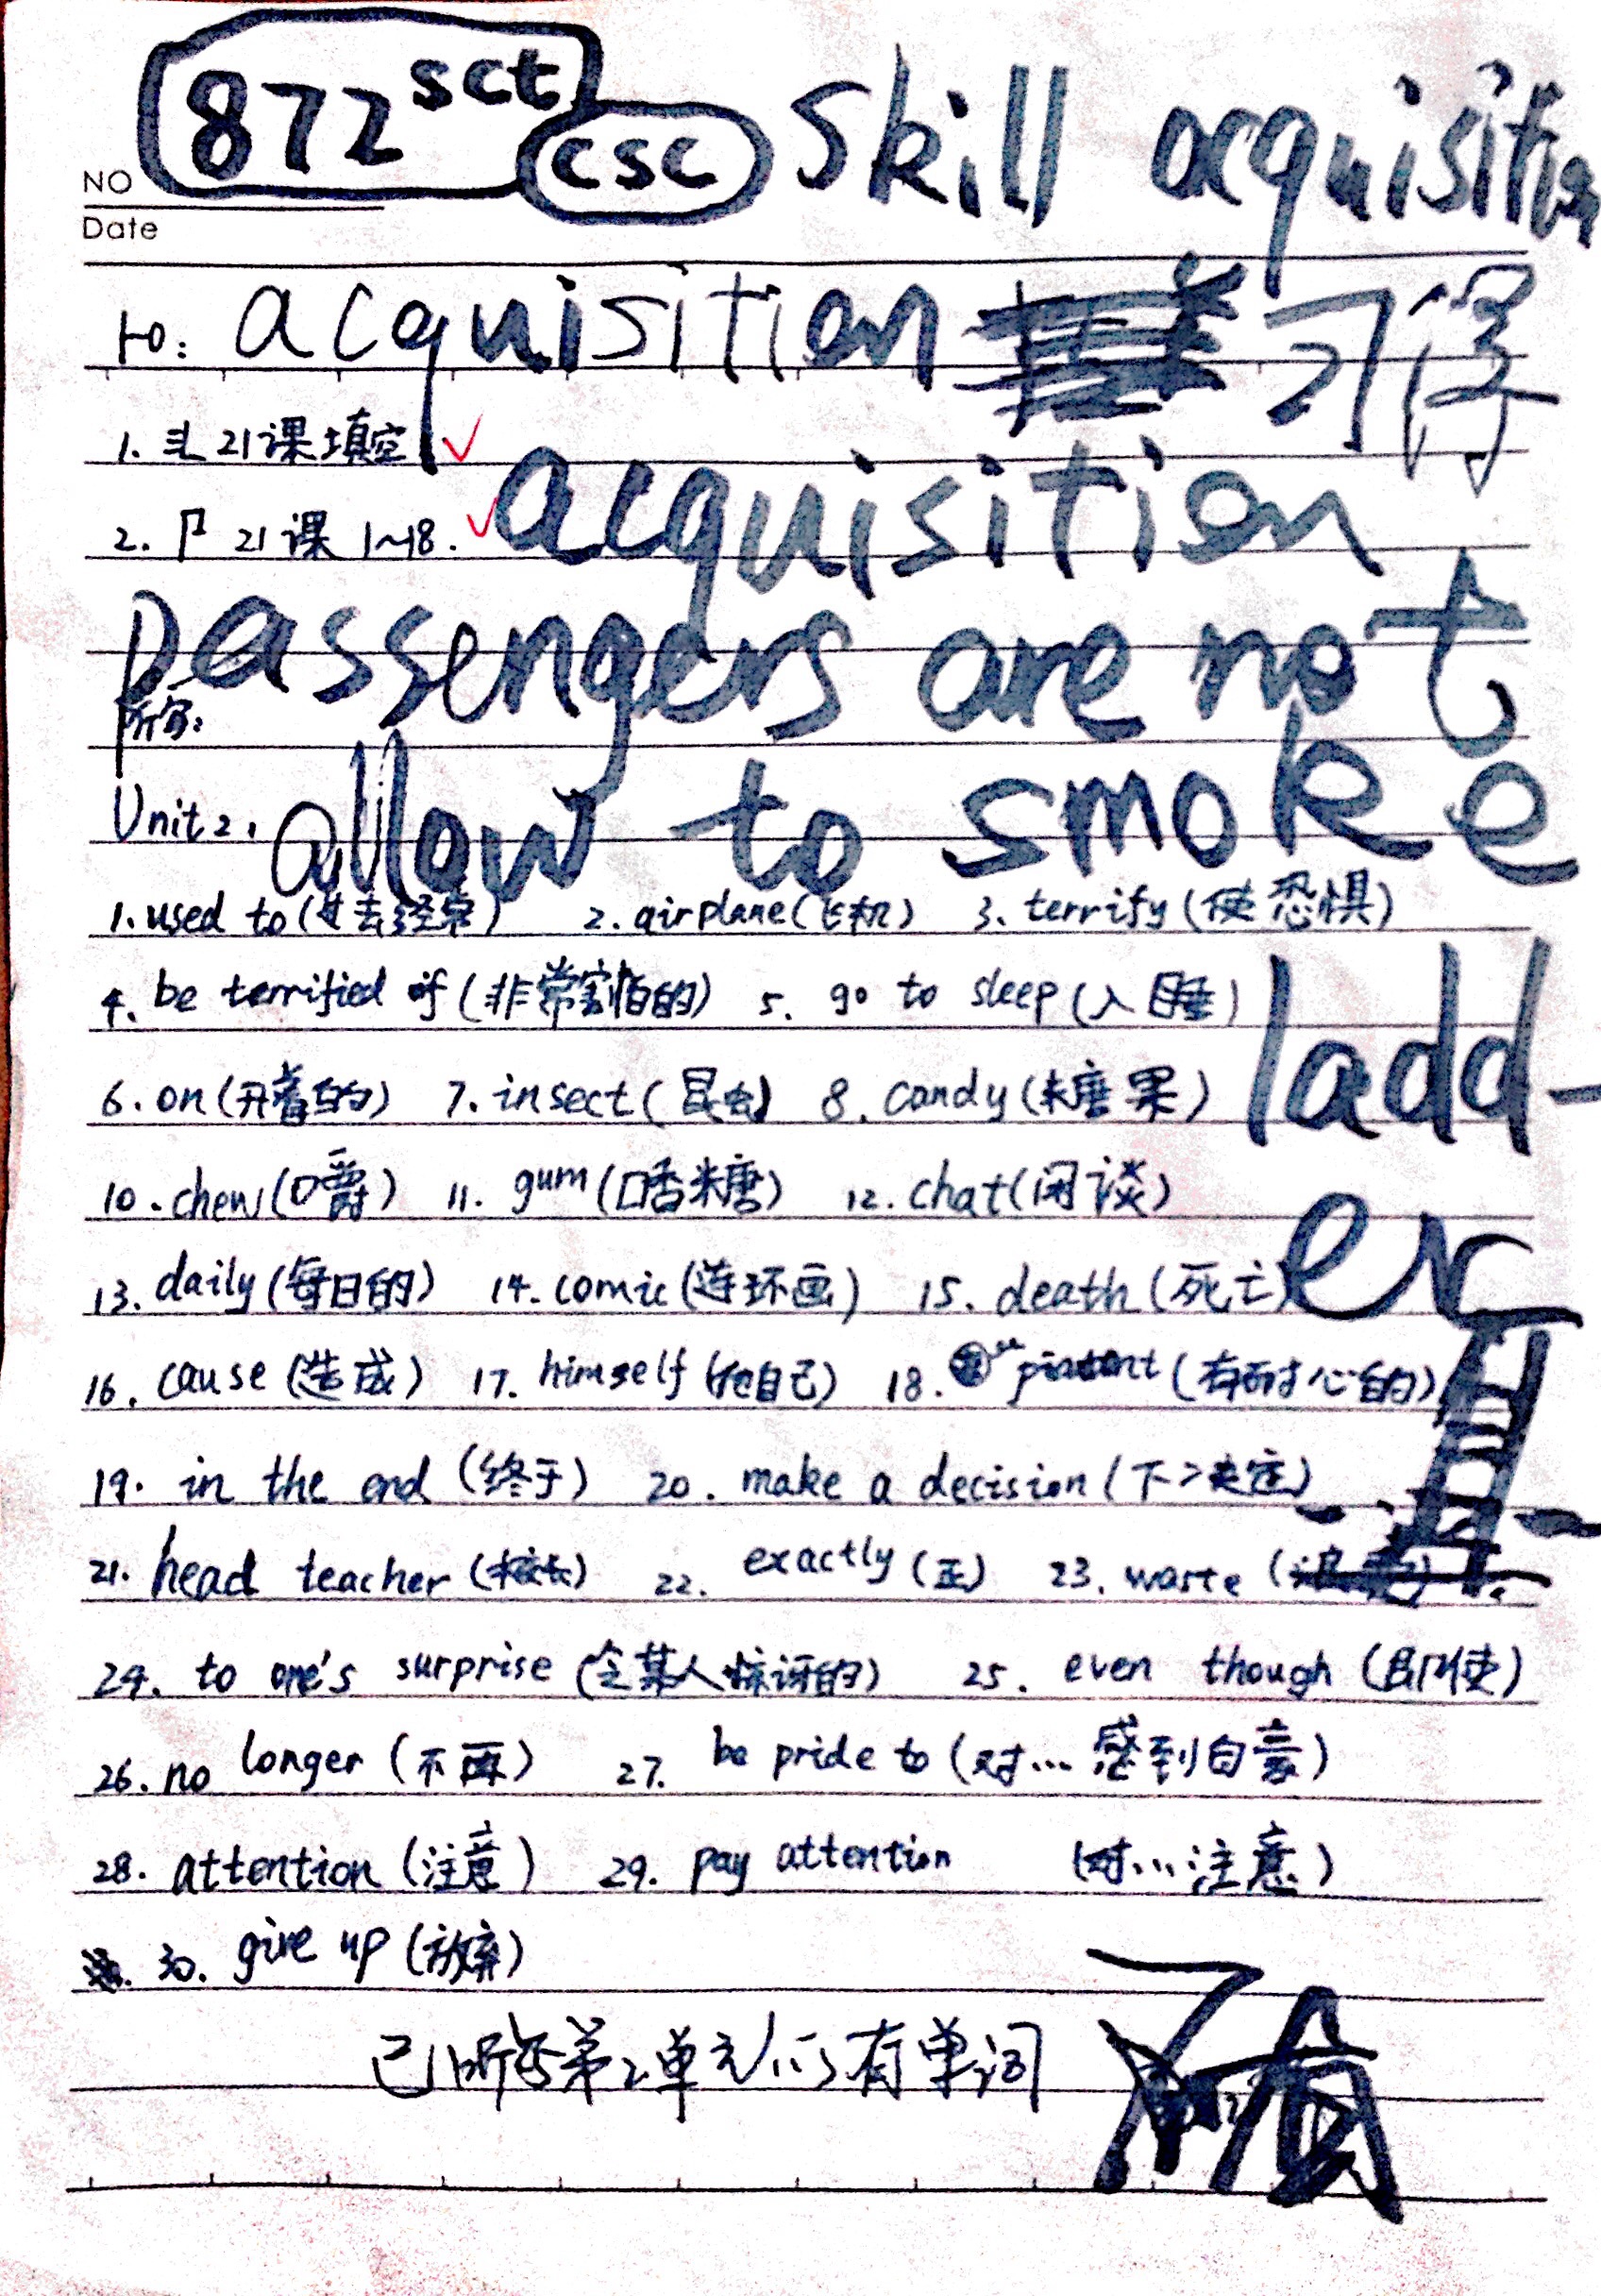 872 sct csc Skill acquisition
NO
Date
acquisition 习得
1. 21课填空
2. 21课 1~18.
acquisition
passengers are not
听写:
Unit 2. allow to smoke
1. used to (过去经常) 2. airplane (飞机) 3. terrify (使恐惧)
4. be terrified of (非常害怕的) 5. go to sleep (入睡)
6. on (开着的) 7. insect (昆虫) 8. candy (糖果)
ladd-
10. chew (嚼) 11. gum (口香糖) 12. chat (闲谈)
er
13. daily (每日的) 14. comic (连环画) 15. death (死亡)
16. cause (造成) 17. himself (他自己) 18. (有耐心的)
19. in the end (终于) 20. make a decision (下决定)
21. head teacher (校长) 22. exactly (正) 23. waste
24. to one's surprise (令某人惊讶的) 25. even though (即使)
26. no longer (不再) 27. be pride to (对…感到自豪)
28. attention (注意) 29. pay attention (对…注意)
30. give up (放弃)
已听写第2单元所有单词